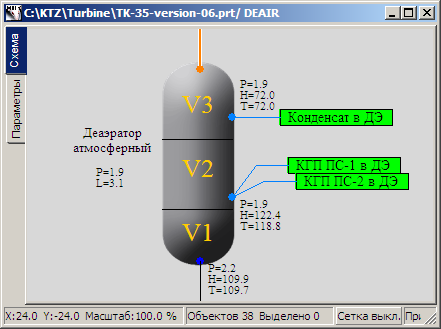 C:\KTZ\Turbine\TK-35-version-06.prt/ DEAIR
Схема
Параметры
P=1.9
H=72.0
T=72.0
V3
Конденсат в ДЭ
Деаэратор
атмосферный
P=1.9
L=3.1
V2
КГП ПС-1 в ДЭ
КГП ПС-2 в ДЭ
P=1.9
H=122.4
T=118.8
V1
P=2.2
H=109.9
T=109.7
X:24.0 Y:-24.0 Масштаб:100.0 % Объектов 38 Выделено 0 Сетка выкл. При